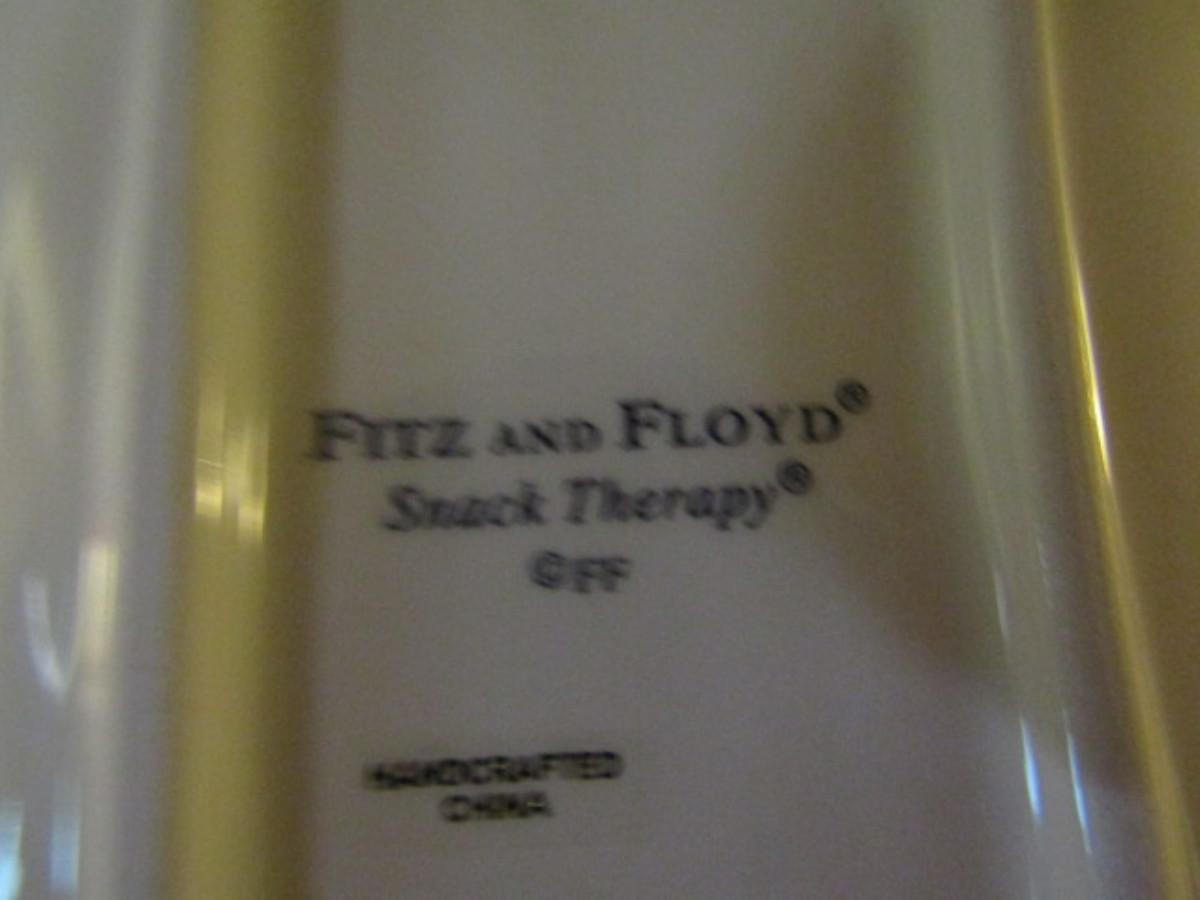 FITZ AND FLOYD®
Snack Therapy®
©FF
HANDCRAFTED
CHINA